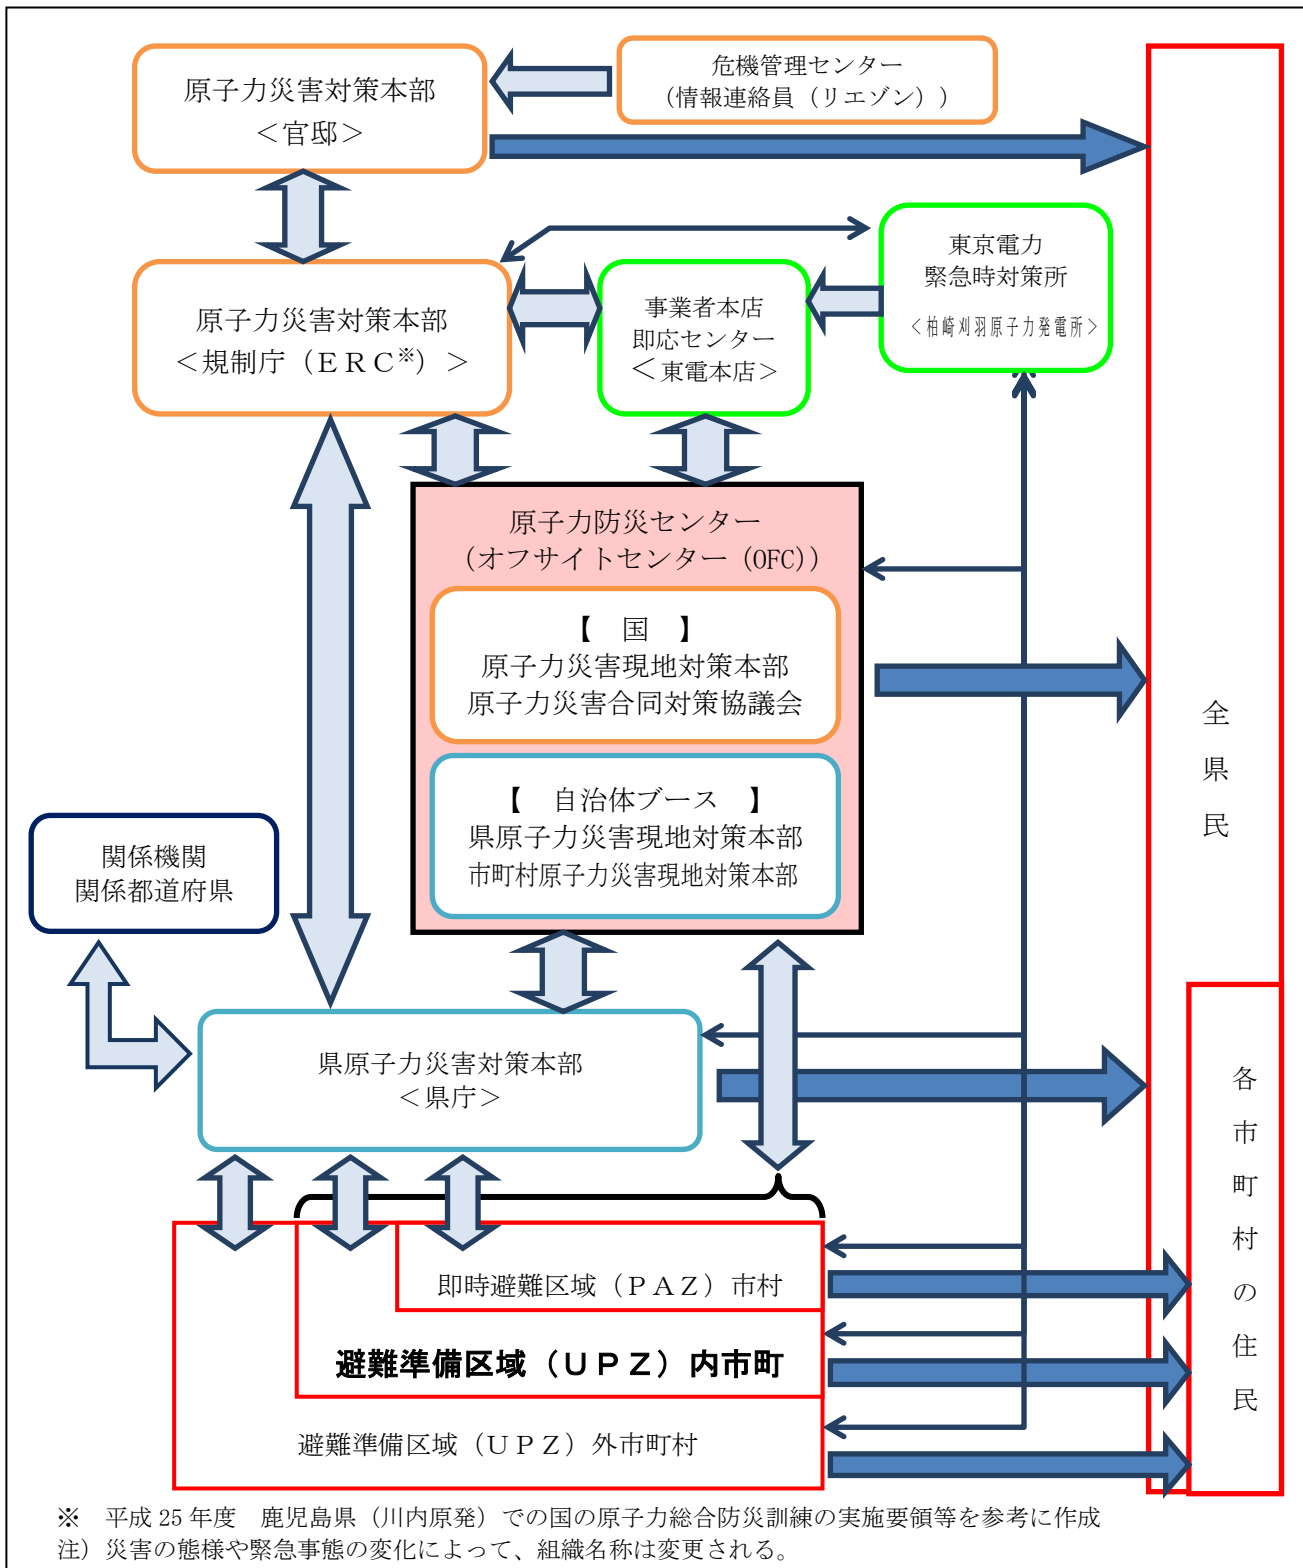 原子力災害対策本部
＜官邸＞
危機管理センター
（情報連絡員（リエゾン））
原子力災害対策本部
＜規制庁（ＥＲＣ※）＞
事業者本店
即応センター
＜東電本店＞
東京電力
緊急時対策所
＜柏崎刈羽原子力発電所＞
原子力防災センター
（オフサイトセンター（OFC））
【　国　】
原子力災害現地対策本部
原子力災害合同対策協議会
【　自治体ブース　】
県原子力災害現地対策本部
市町村原子力災害現地対策本部
関係機関
関係都道府県
県原子力災害対策本部
＜県庁＞
即時避難区域（ＰＡＺ）市村
避難準備区域（ＵＰＺ）内市町
避難準備区域（ＵＰＺ）外市町村
全県民
各市町村の住民
※　平成 25 年度　鹿児島県（川内原発）での国の原子力総合防災訓練の実施要領等を参考に作成
注）災害の態様や緊急事態の変化によって、組織名称は変更される。